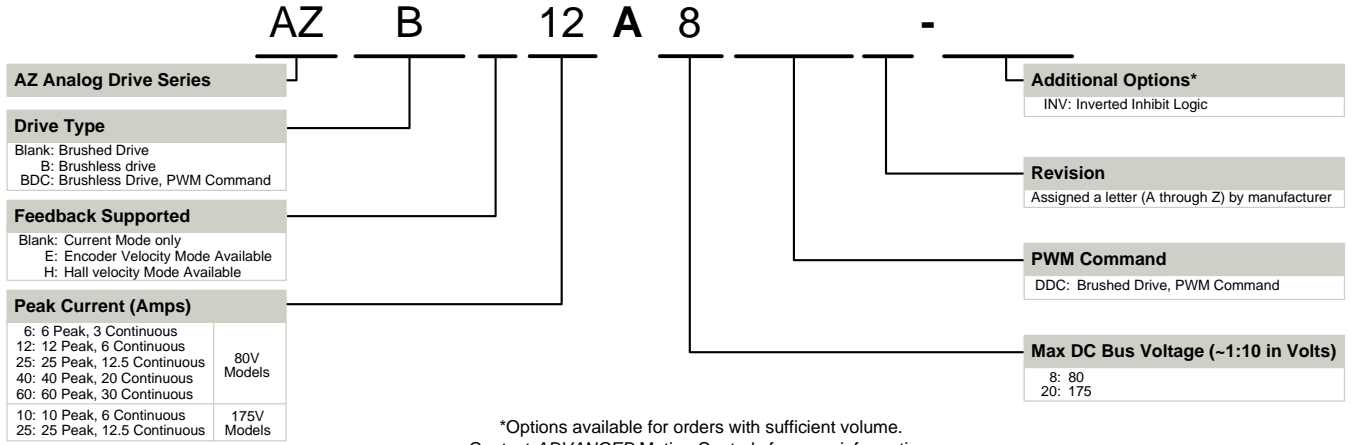 AZ B 12 A 8 -
AZ Analog Drive Series
Drive Type
Blank: Brushed Drive
B: Brushless drive
BDC: Brushless Drive, PWM Command
Feedback Supported
Blank: Current Mode only
E: Encoder Velocity Mode Available
H: Hall velocity Mode Available
Peak Current (Amps)
6: 6 Peak, 3 Continuous
12: 12 Peak, 6 Continuous
25: 25 Peak, 12.5 Continuous
40: 40 Peak, 20 Continuous
60: 60 Peak, 30 Continuous
80V
Models
10: 10 Peak, 6 Continuous
25: 25 Peak, 12.5 Continuous
175V
Models
Additional Options*
INV: Inverted Inhibit Logic
Revision
Assigned a letter (A through Z) by manufacturer
PWM Command
DDC: Brushed Drive, PWM Command
Max DC Bus Voltage (~1:10 in Volts)
8: 80
20: 175
*Options available for orders with sufficient volume.